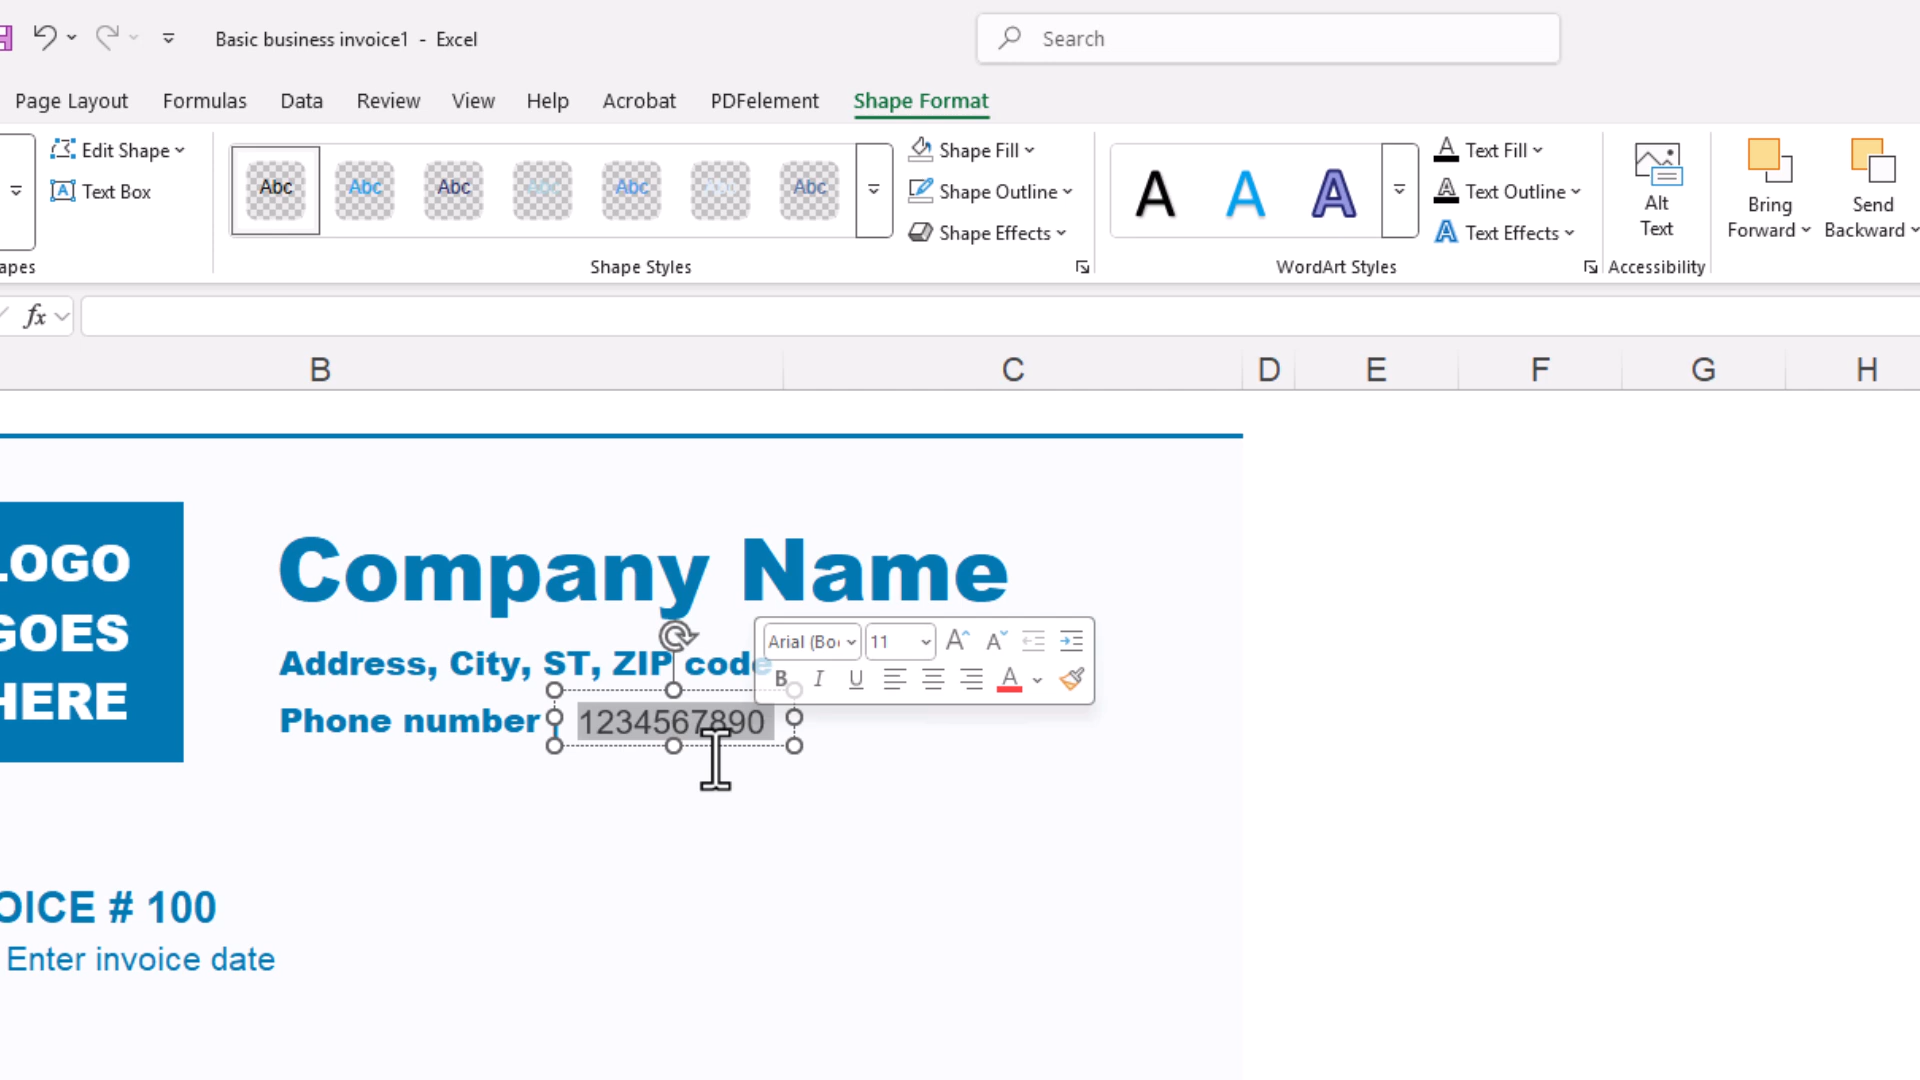 Basic business invoice1 - Excel
Search
Page Layout
Formulas
Data
Review
View
Help
Acrobat
PDFelement
Shape Format
Edit Shape
Text Box
apes
Abc
Abc
Abc
Abc
Abc
Abc
Abc
Shape Fill
Shape Outline
Shape Effects
Shape Styles
A
A
A
Text Fill
Text Outline
Text Effects
WordArt Styles
Alt
Text
Accessibility
Bring
Forward
Send
Backward
fx
B
C
D
E
F
G
H
LOGO
GOES
HERE
Company Name
Address, City, ST, ZIP code
Phone number
1234567890
Arial (Bo
11
A
A
B
I
U
A
OICE # 100
Enter invoice date